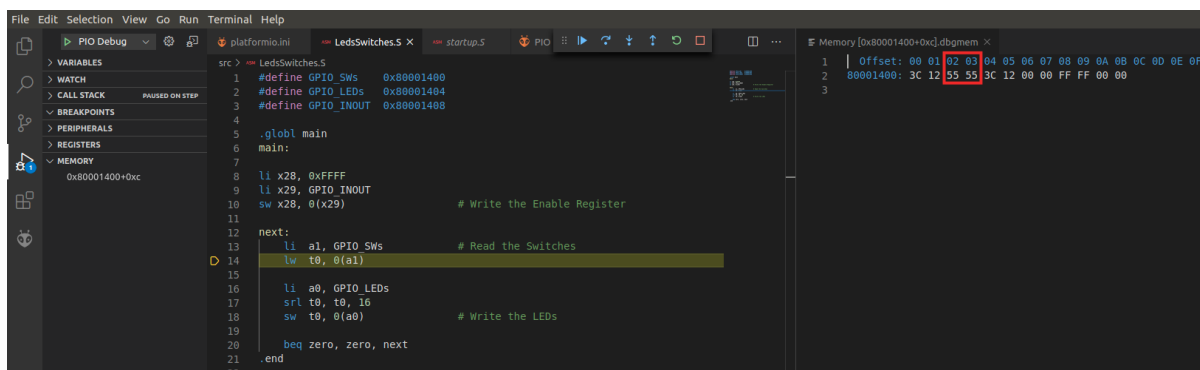 File Edit Selection View Go Run Terminal Help
PIO Debug
VARIABLES
WATCH
CALL STACK PAUSED ON STEP
BREAKPOINTS
PERIPHERALS
REGISTERS
MEMORY
0x80001400+0xc
1
platformio.ini LedsSwitches.S startup.S PIO
src > LedsSwitches.S
1 #define GPIO_SWs 0x80001400
2 #define GPIO_LEDs 0x80001404
3 #define GPIO_INOUT 0x80001408
4
5 .globl main
6 main:
7
8 li x28, 0xFFFF
9 li x29, GPIO_INOUT
10 sw x28, 0(x29) # Write the Enable Register
11
12 next:
13 li a1, GPIO_SWs # Read the Switches
14 lw t0, 0(a1)
15
16 li a0, GPIO_LEDs
17 srl t0, t0, 16
18 sw t0, 0(a0) # Write the LEDs
19
20 beq zero, zero, next
21 .end
Memory [0x80001400+0xc].dbgmem
1 Offset: 00 01 02 03 04 05 06 07 08 09 0A 0B 0C 0D 0E 0F
2 80001400: 3C 12 55 55 3C 12 00 00 FF FF 00 00
3